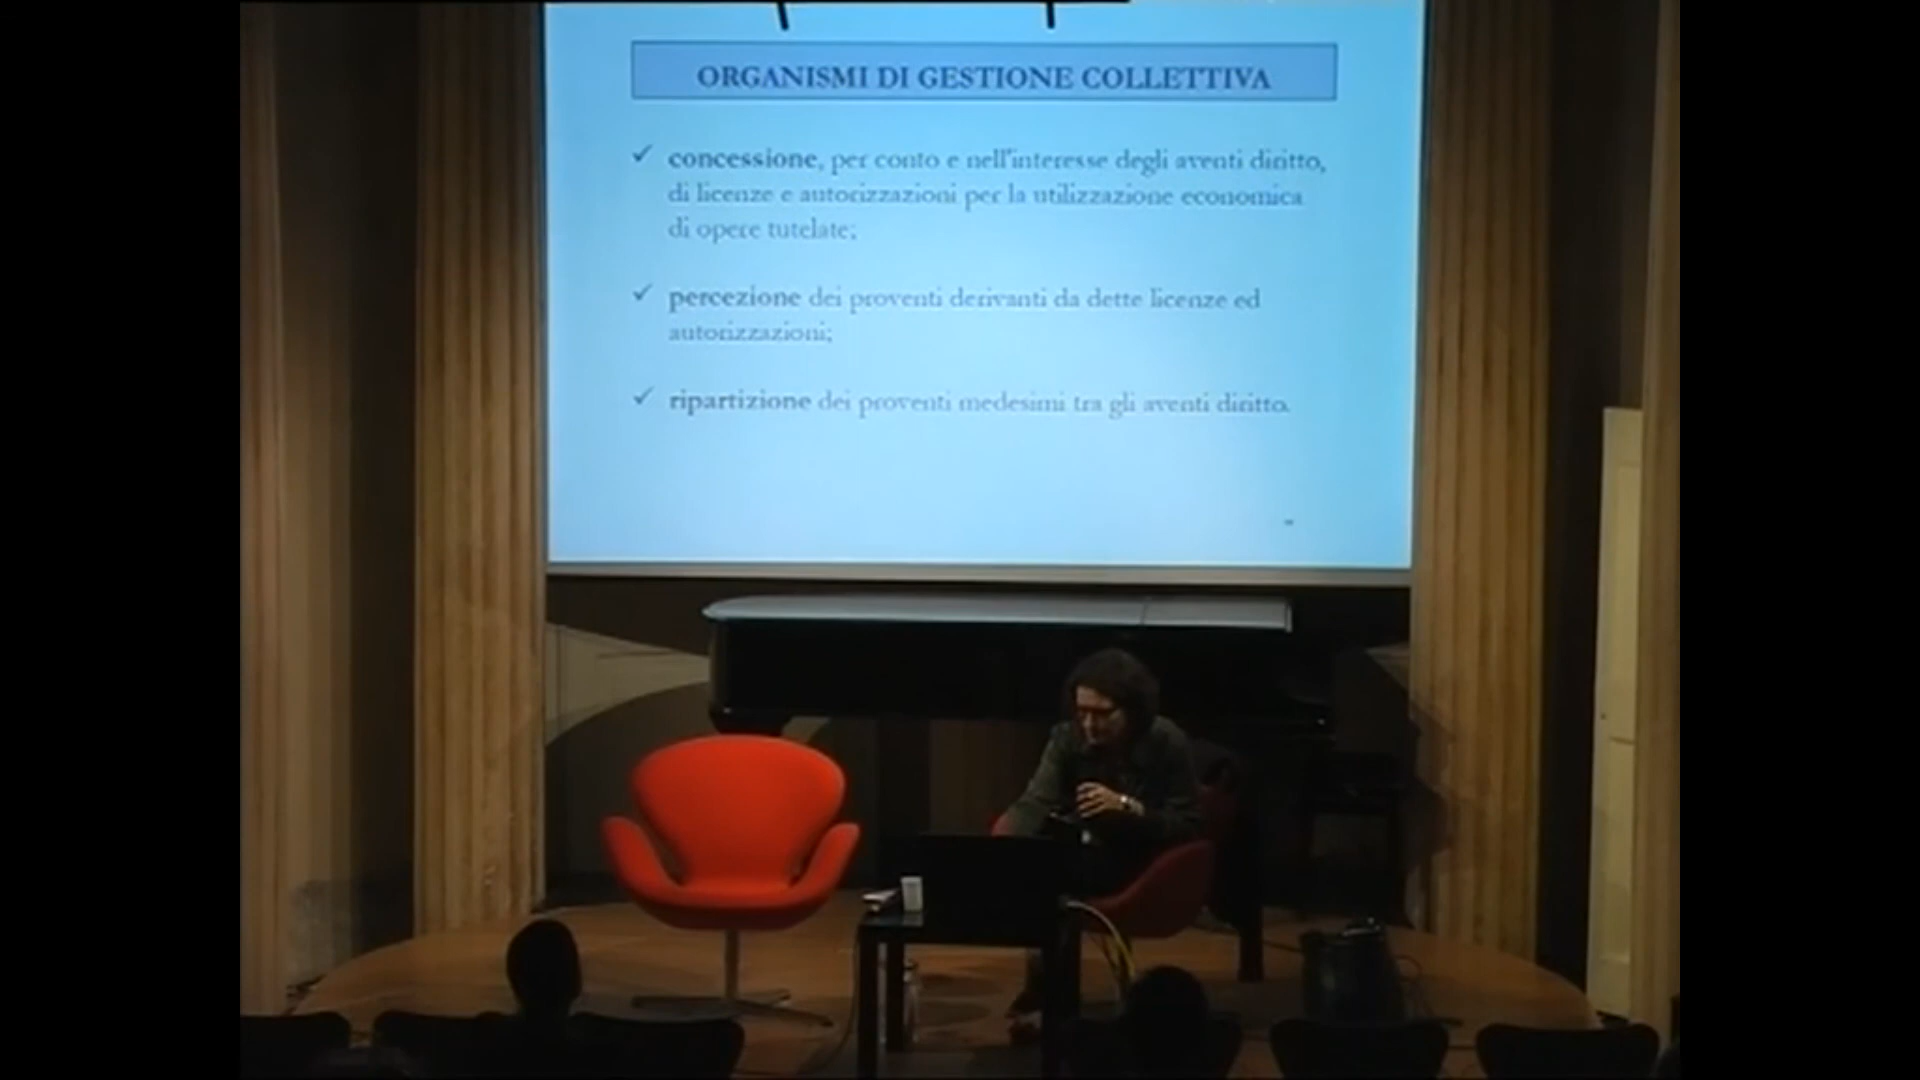 ORGANISMI DI GESTIONE COLLETTIVA
✓ concessione, per conto e nell'interesse degli aventi diritto,
di licenze e autorizzazioni per la utilizzazione economica
di opere tutelate;
✓ percezione dei proventi derivanti da dette licenze ed
autorizzazioni;
✓ ripartizione dei proventi medesimi tra gli aventi diritto.